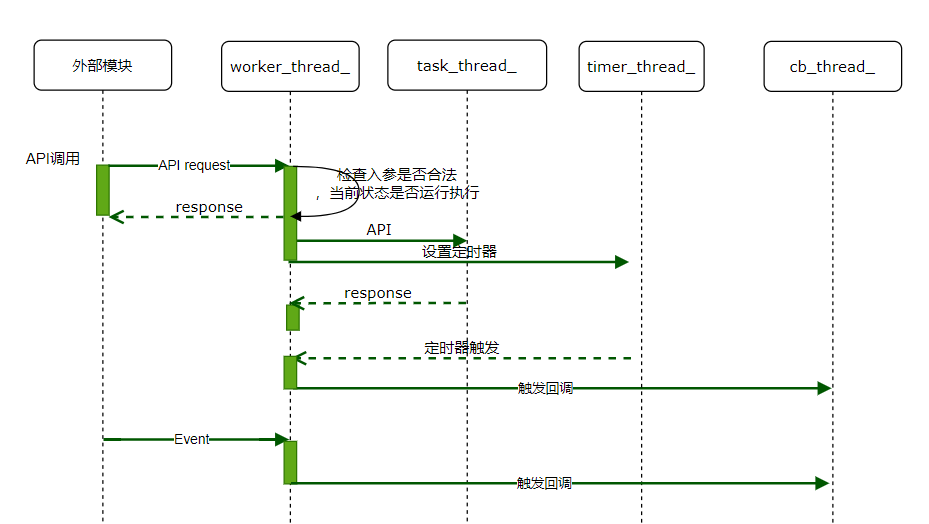 外部模块
worker_thread_
task_thread_
timer_thread_
cb_thread_
API调用
API request
检查入参是否合法
，当前状态是否运行执行
response
API
设置定时器
response
定时器触发
触发回调
Event
触发回调